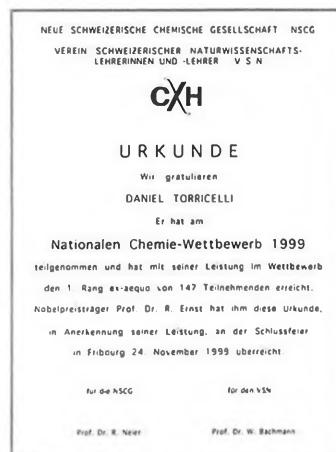 NEUE SCHWEIZERISCHE CHEMISCHE GESELLSCHAFT NSCG
VEREIN SCHWEIZERISCHER NATURWISSENSCHAFTS-
LEHRERINNEN UND -LEHRER V S N
CXH
URKUNDE
Wir gratulieren
DANIEL TORRICELLI
Er hat am
Nationalen Chemie-Wettbewerb 1999
teilgenommen und hat mit seiner Leistung im Wettbewerb
den 1. Rang ex-aequo von 147 Teilnehmenden erreicht.
Nobelpreisträger Prof. Dr. R. Ernst hat ihm diese Urkunde,
in Anerkennung seiner Leistung, an der Schlussfeier
in Fribourg 24. November 1999 überreicht.
für die NSCG für den VSN
Prof. Dr. R. Neier Prof. Dr. W. Bachmann